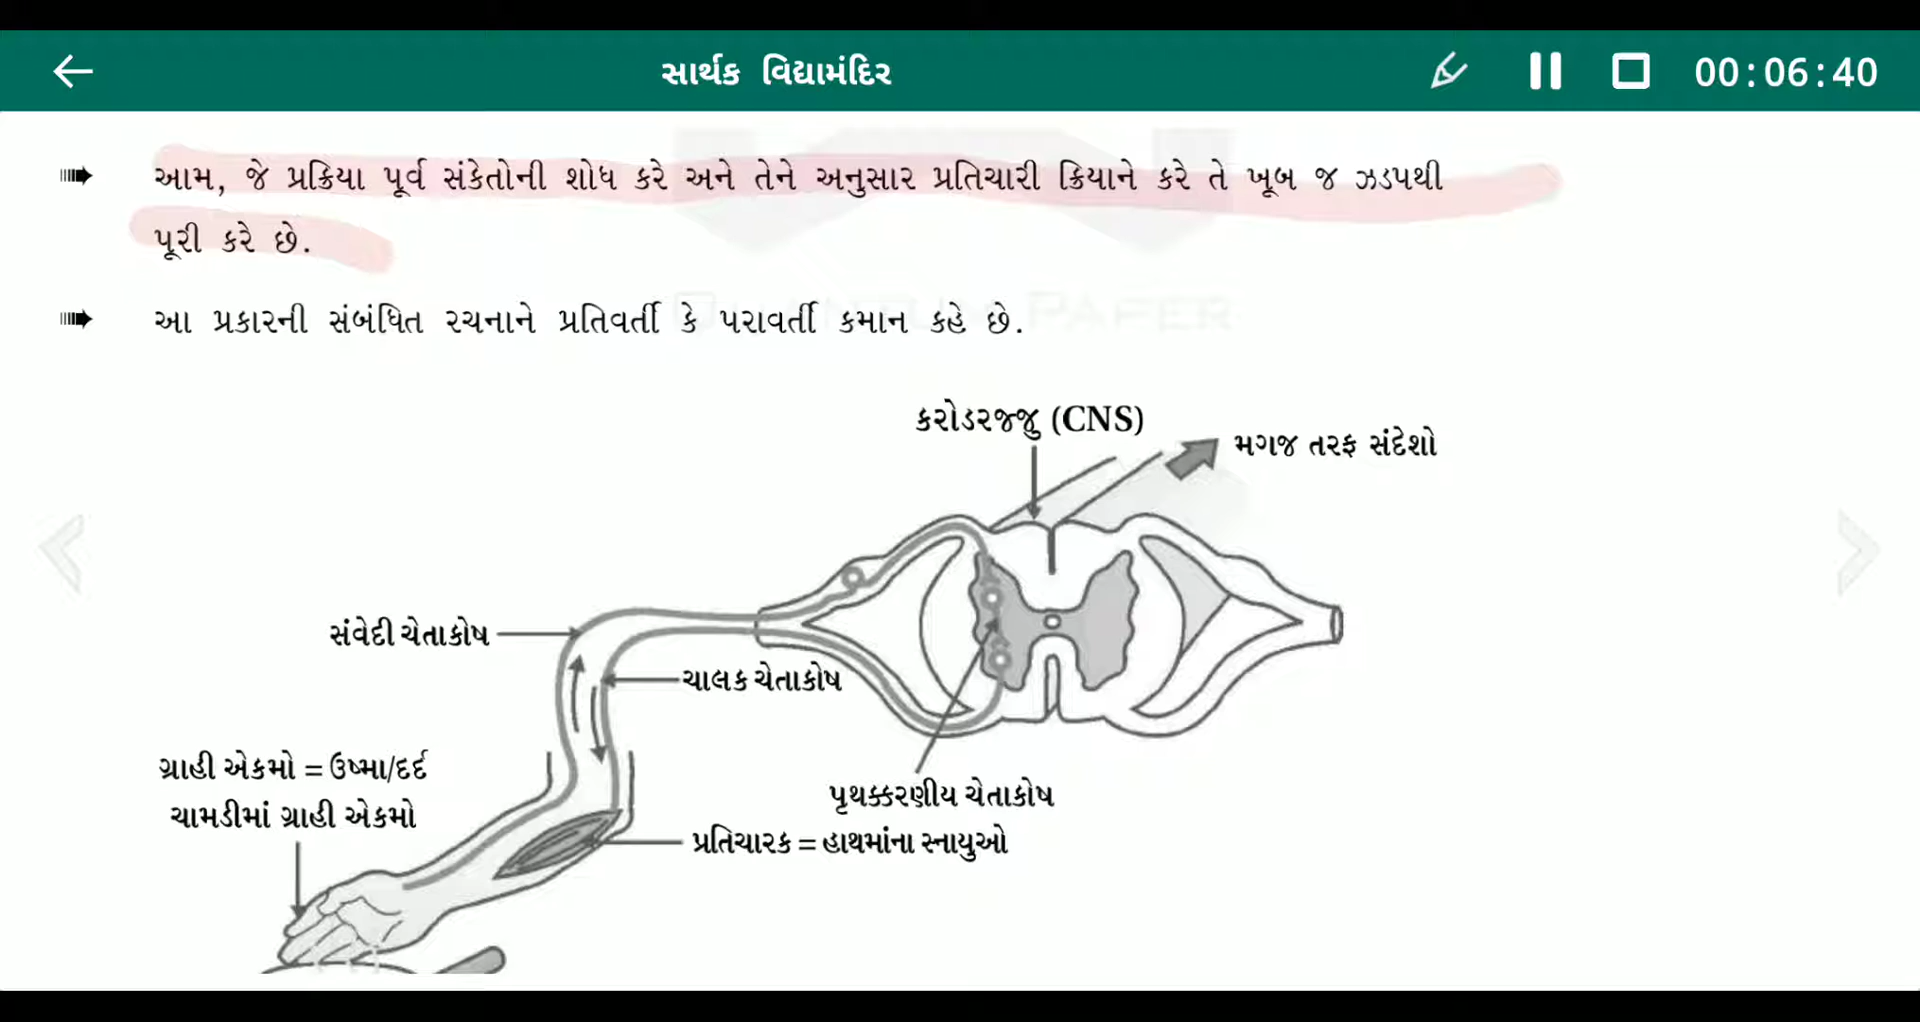 સાર્થક વિદ્યામંદિર
00:06:40
આમ, જે પ્રક્રિયા પૂર્વ સંકેતોની શોધ કરે અને તેને અનુસાર પ્રતિચારી ક્રિયાને કરે તે ખૂબ જ ઝડપથી
પૂરી કરે છે.
આ પ્રકારની સંબંધિત રચનાને પ્રતિવર્તી કે પરાવર્તી કમાન કહે છે.
QUANTUM PAPER
કરોડરજ્જુ (CNS)
મગજ તરફ સંદેશો
સંવેદી ચેતાકોષ
ચાલક ચેતાકોષ
ગ્રાહી એકમો = ઉષ્મા/દર્દ
ચામડીમાં ગ્રાહી એકમો
પૃથક્કરણીય ચેતાકોષ
પ્રતિચારક = હાથમાંના સ્નાયુઓ